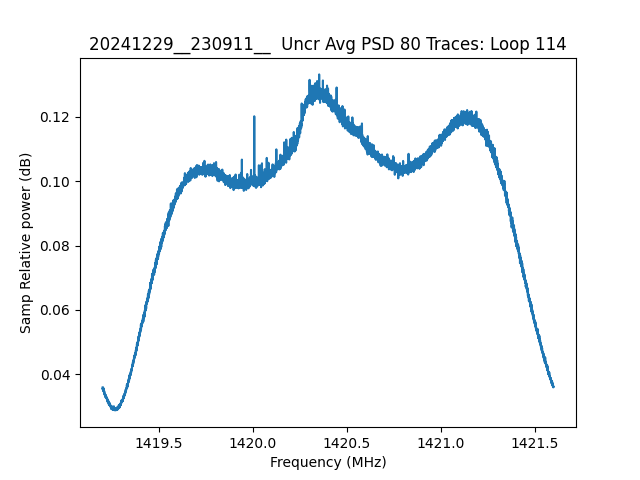 20241229__230911__  Uncr Avg PSD 80 Traces: Loop 114
Samp Relative power (dB)
0.12
0.10
0.08
0.06
0.04
1419.5 1420.0 1420.5 1421.0 1421.5
Frequency (MHz)